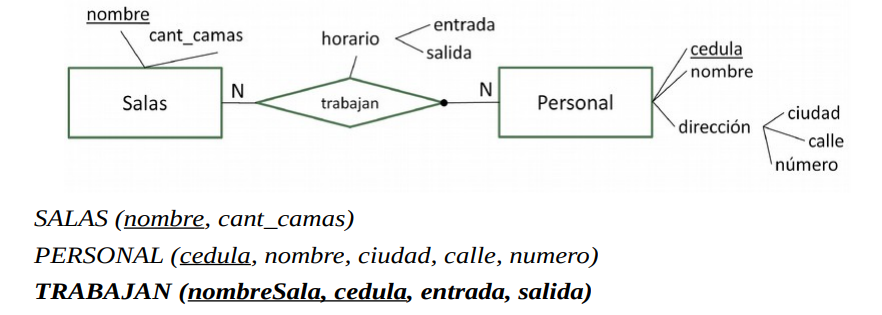 nombre
cant_camas
horario
entrada
salida
Salas
N
trabajan
N
Personal
cedula
nombre
dirección
ciudad
calle
número
SALAS (nombre, cant_camas)
PERSONAL (cedula, nombre, ciudad, calle, numero)
TRABAJAN (nombreSala, cedula, entrada, salida)